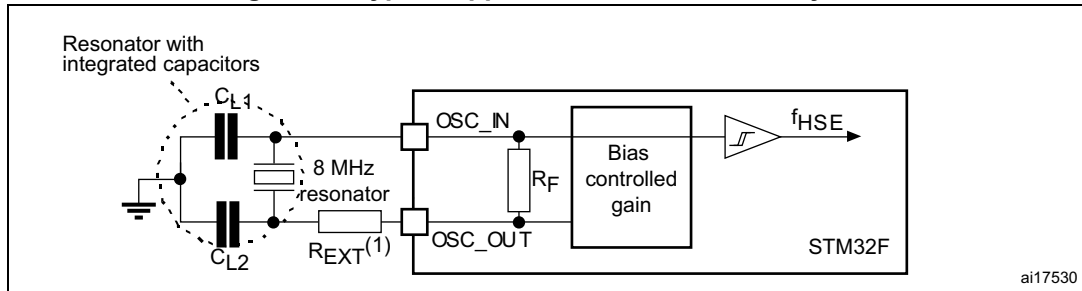 Resonator with
integrated capacitors
CL1
OSC_IN
fHSE
8 MHz
resonator
RF
Bias
controlled
gain
REXT(1)
OSC_OUT
CL2
STM32F
ai17530